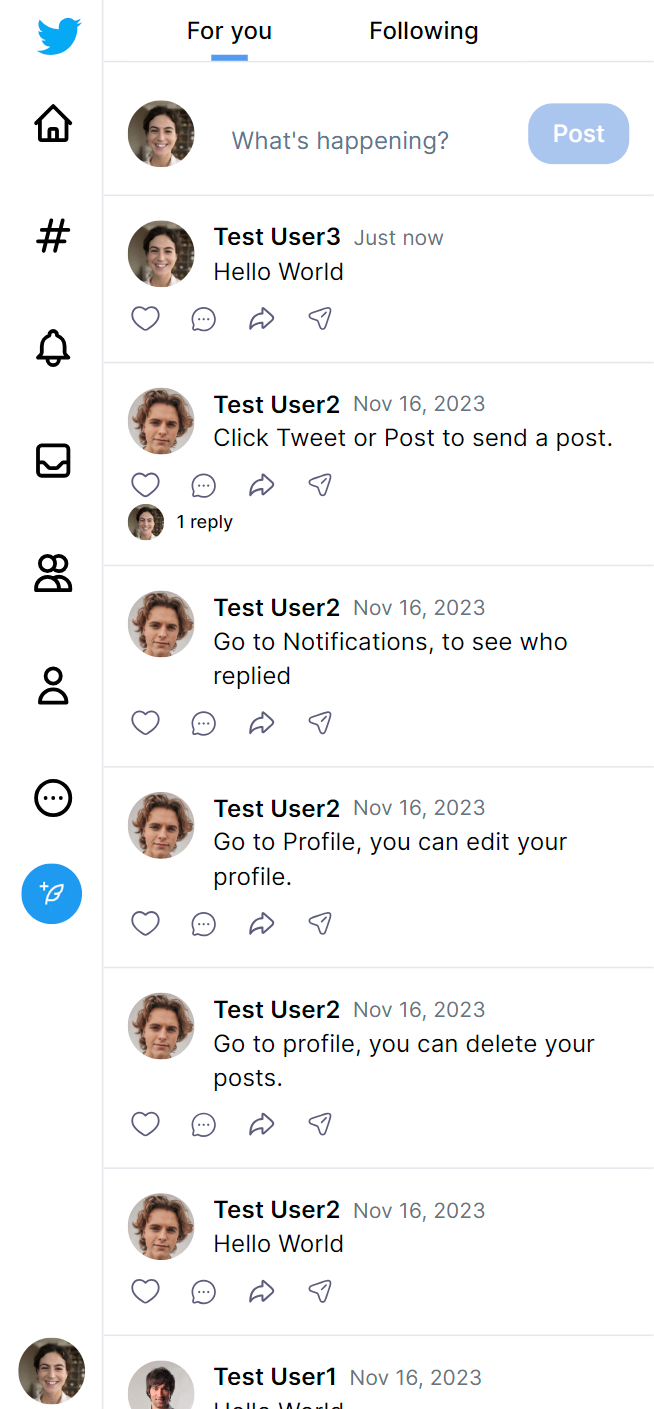 For you
Following
What's happening?
Post
Test User3 Just now
Hello World
Test User2 Nov 16, 2023
Click Tweet or Post to send a post.
1 reply
Test User2 Nov 16, 2023
Go to Notifications, to see who
replied
Test User2 Nov 16, 2023
Go to Profile, you can edit your
profile.
Test User2 Nov 16, 2023
Go to profile, you can delete your
posts.
Test User2 Nov 16, 2023
Hello World
Test User1 Nov 16, 2023
Hello World